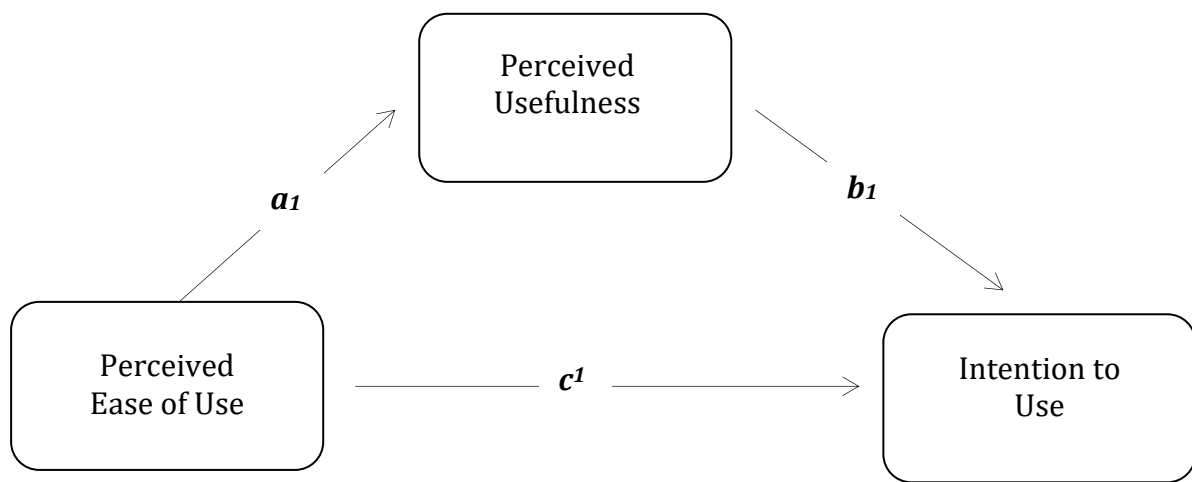 Perceived
Usefulness
a₁
b₁
Perceived
Ease of Use
c¹
Intention to
Use